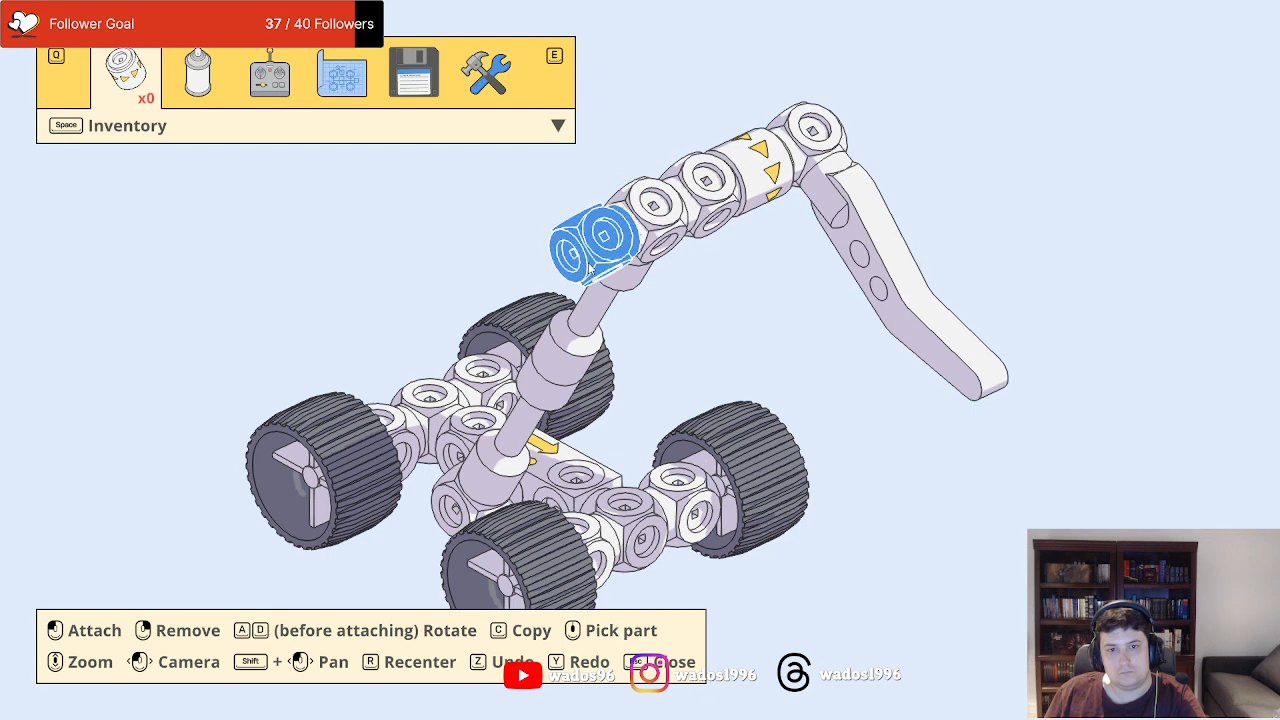 Follower Goal 37 / 40 Followers
Q
E
x0
Space Inventory
Attach Remove A D (before attaching) Rotate C Copy Pick part
Zoom Camera Shift + Pan R Recenter Z Undo Y Redo Close
wados96 wados1996 wados1996